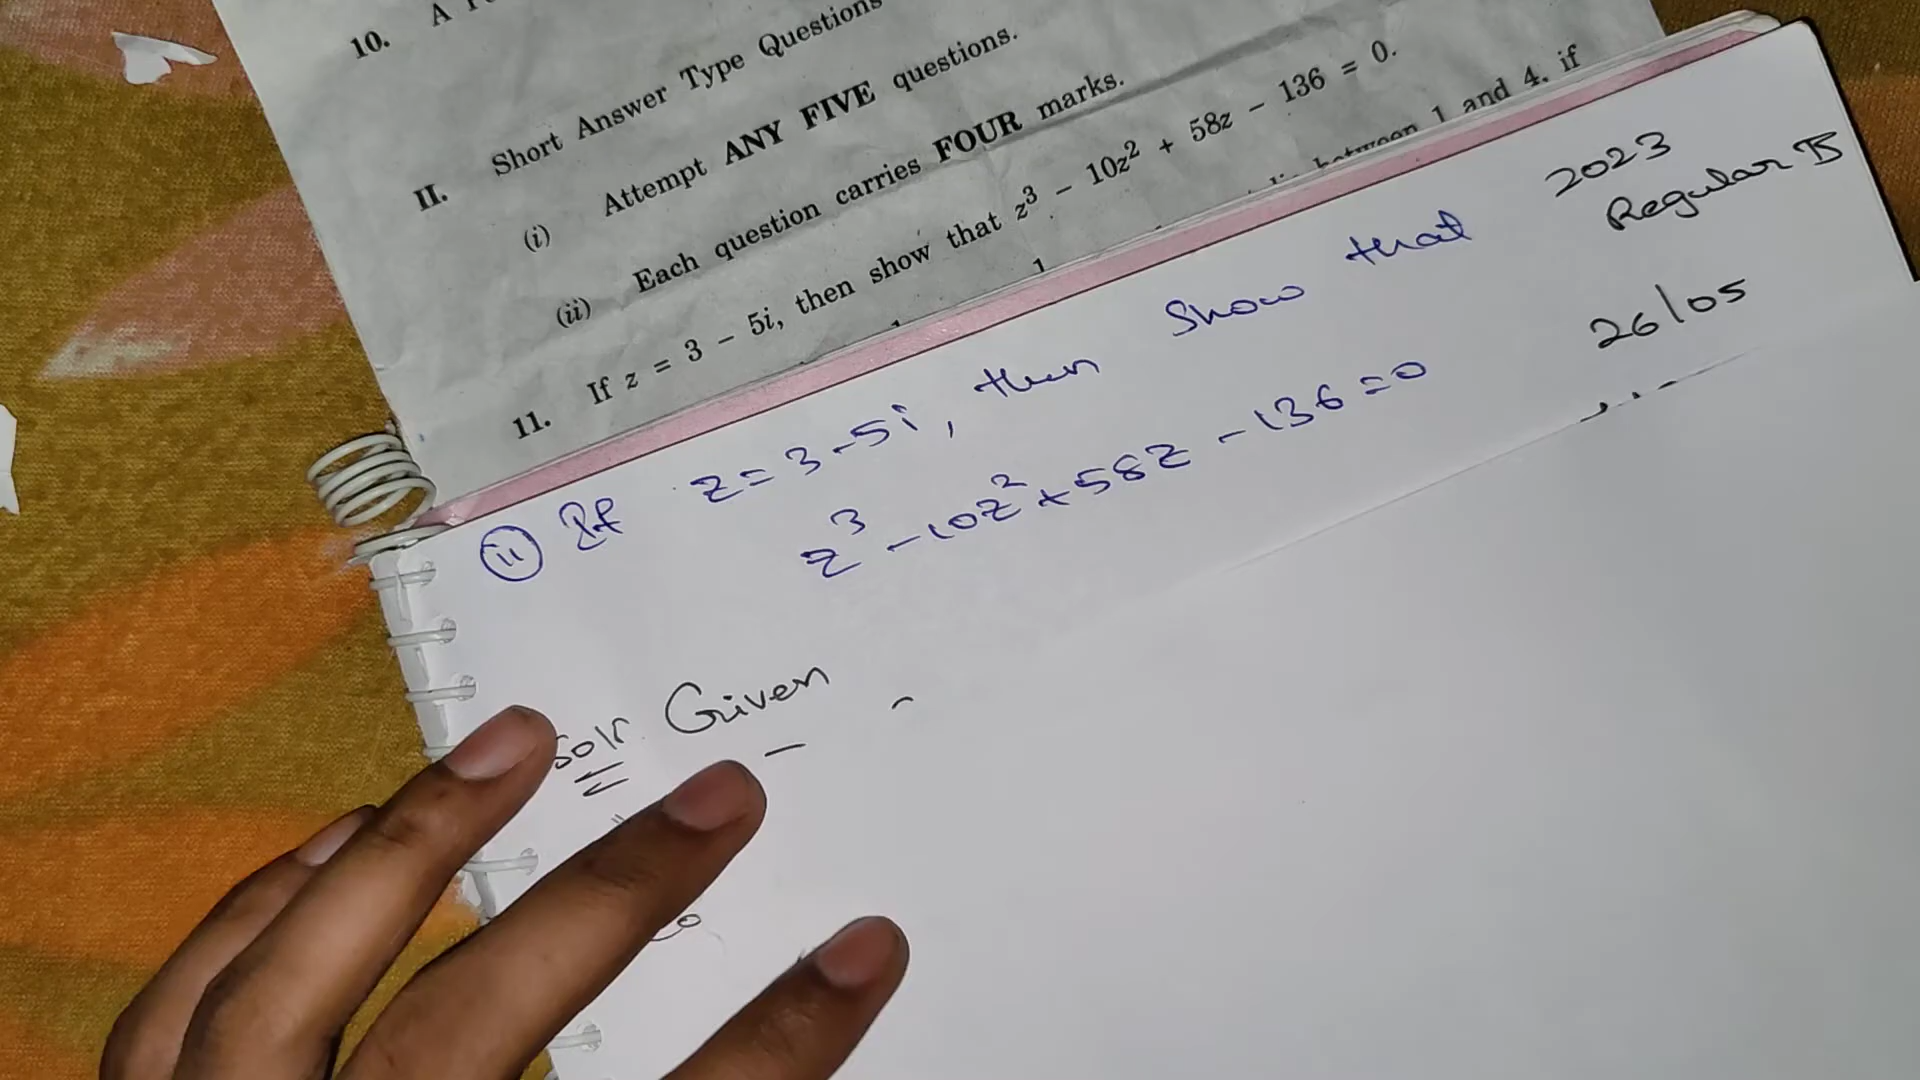 10. A
II. Short Answer Type Questions
(i) Attempt ANY FIVE questions.
(ii) Each question carries FOUR marks.
11. If z = 3 − 5i, then show that z³ − 10z² + 58z − 136 = 0.
between 1 and 4, if
2023
Regular
26/05
(11) If z = 3 - 5i, then show that
z³ - 10z² + 58z - 136 = 0
Given